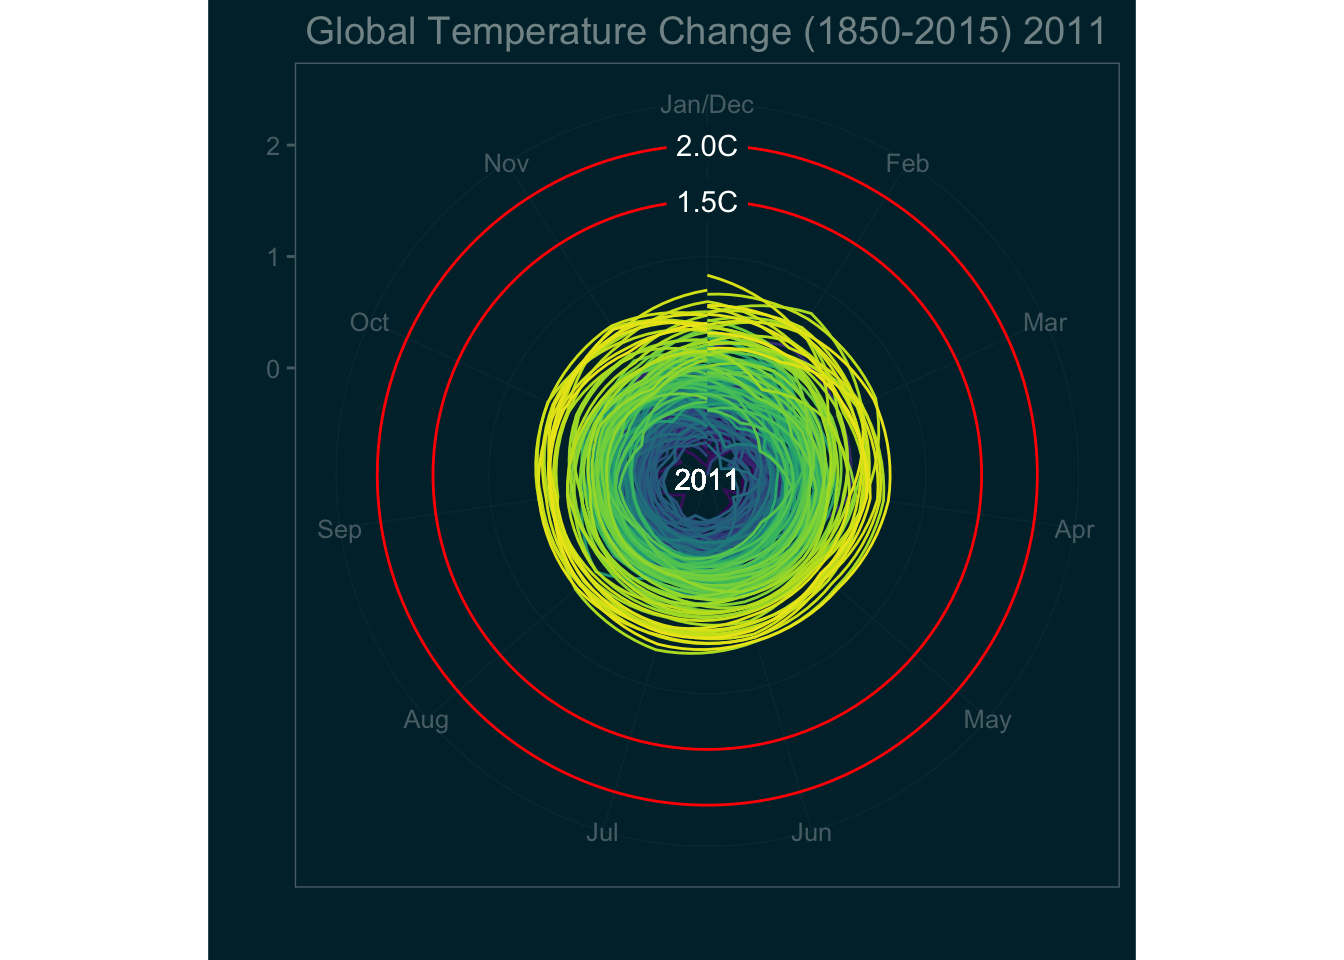 Global Temperature Change (1850-2015) 2011
Jan/Dec
2.0C
2
Nov
Feb
1.5C
1
Oct
Mar
0
2011
Sep
Apr
Aug
May
Jul
Jun